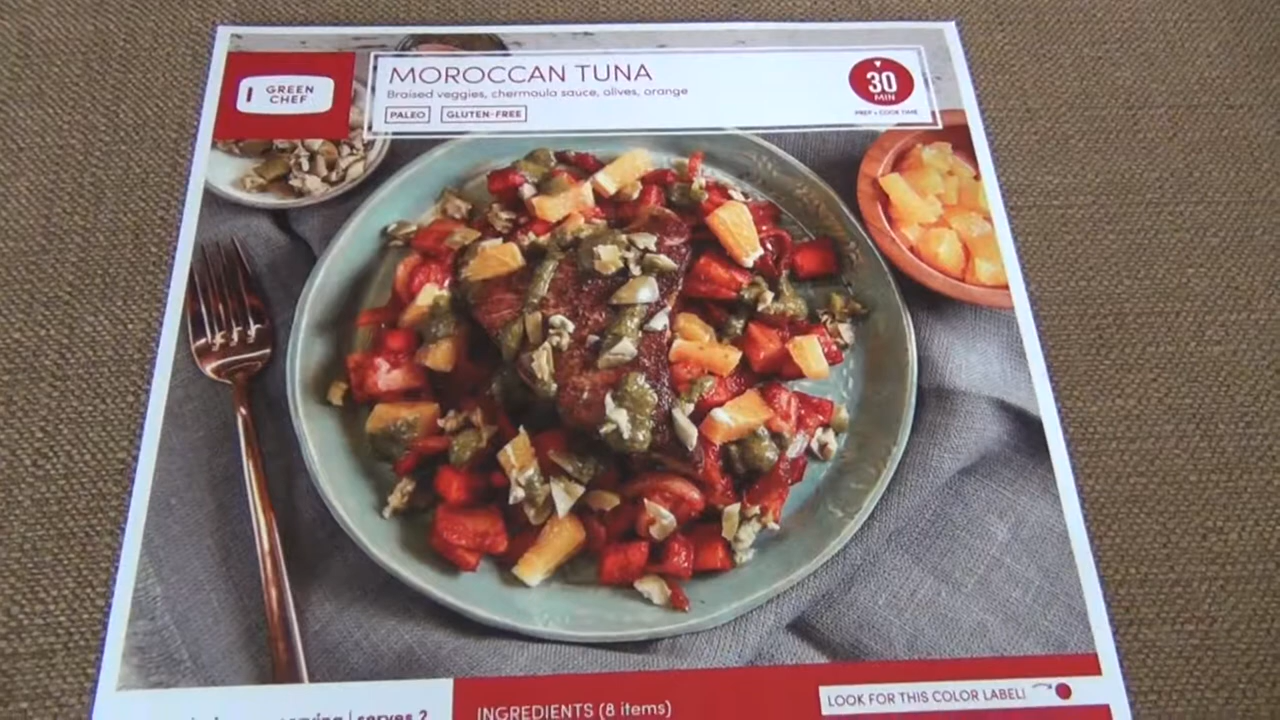 GREEN
CHEF
MOROCCAN TUNA
Braised veggies, chermoula sauce, olives, orange
PALEO GLUTEN-FREE
30
MIN
PREP + COOK TIME
LOOK FOR THIS COLOR LABEL!
| serves 2
INGREDIENTS (8 items)